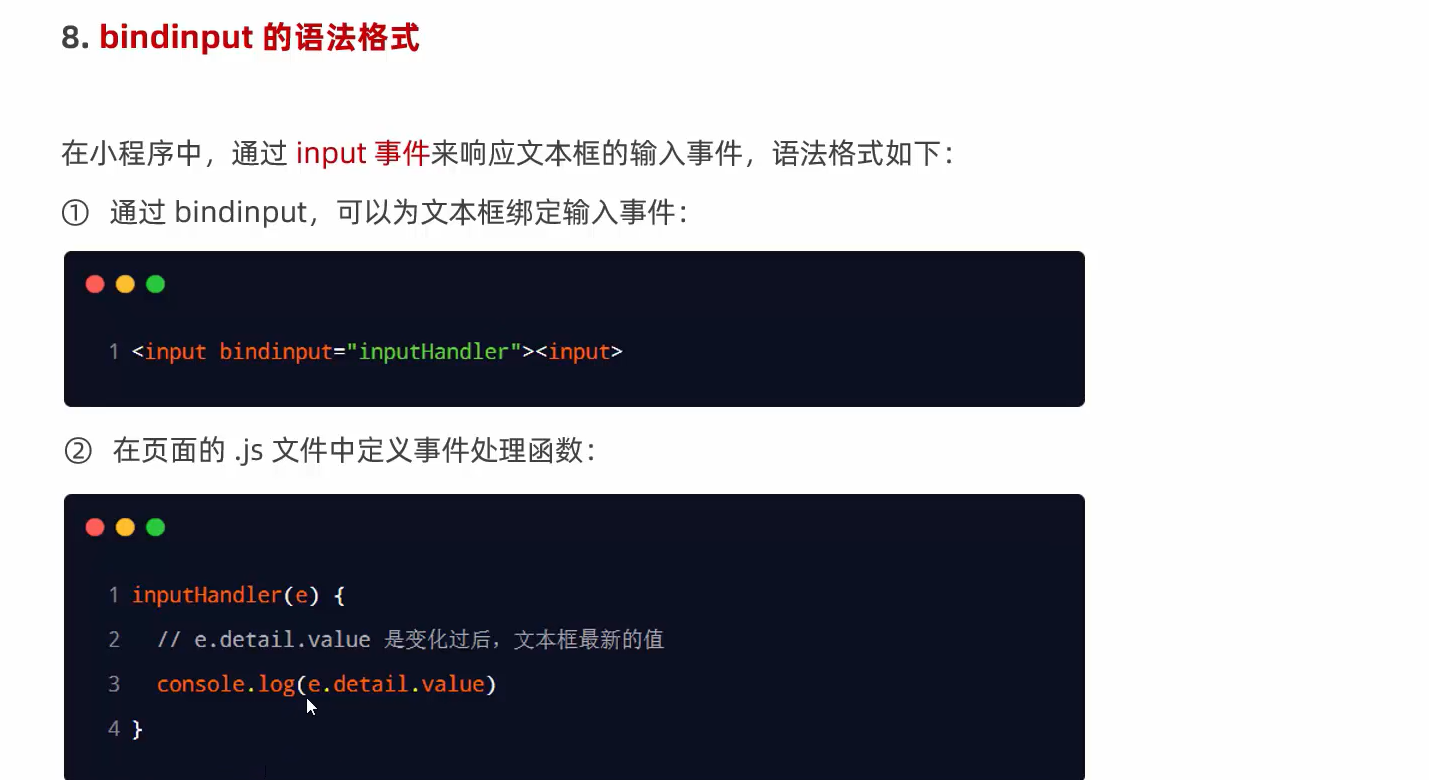 8. bindinput 的语法格式
在小程序中，通过 input 事件来响应文本框的输入事件，语法格式如下：
① 通过 bindinput，可以为文本框绑定输入事件：
1 <input bindinput="inputHandler"><input>
② 在页面的 .js 文件中定义事件处理函数：
1 inputHandler(e) {
2   // e.detail.value 是变化过后，文本框最新的值
3   console.log(e.detail.value)
4 }